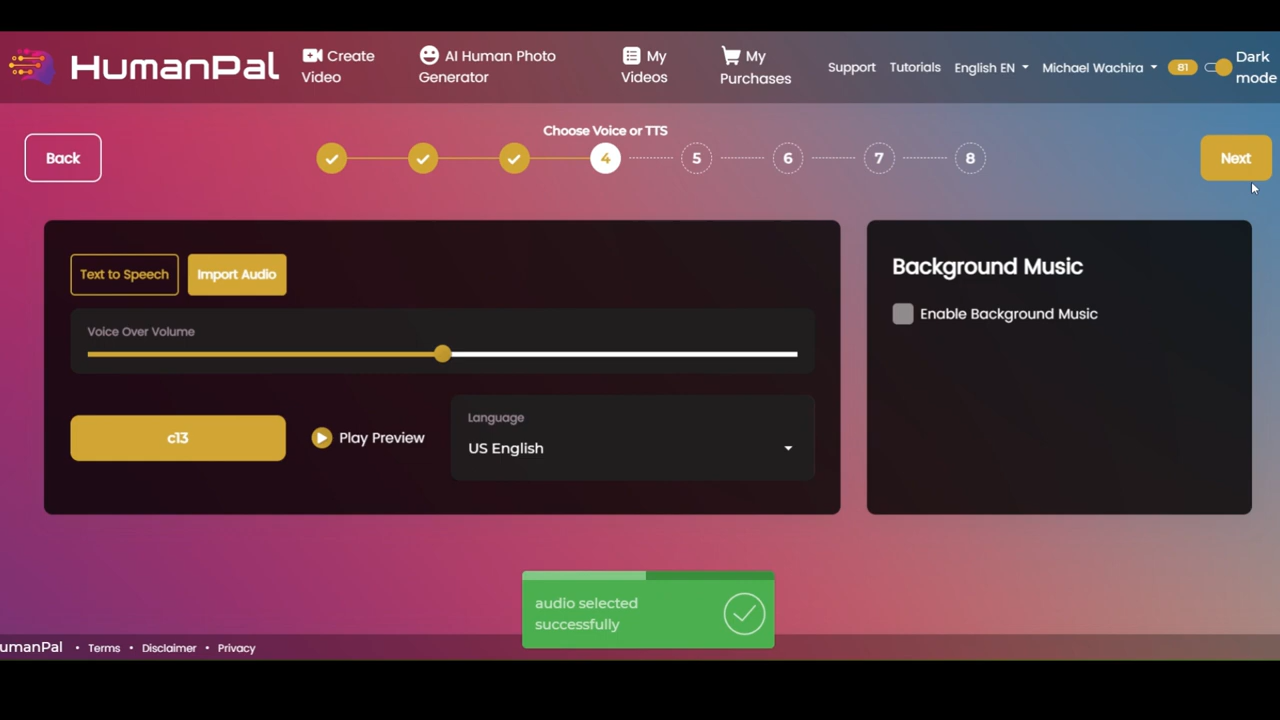 HumanPal
Create
Video
AI Human Photo
Generator
My
Videos
My
Purchases
Support
Tutorials
English EN
Michael Wachira
81
Dark
mode
Back
Choose Voice or TTS
4
5
6
7
8
Next
Text to Speech
Import Audio
Voice Over Volume
c13
Play Preview
Language
US English
Background Music
Enable Background Music
audio selected
successfully
umanPal • Terms • Disclaimer • Privacy